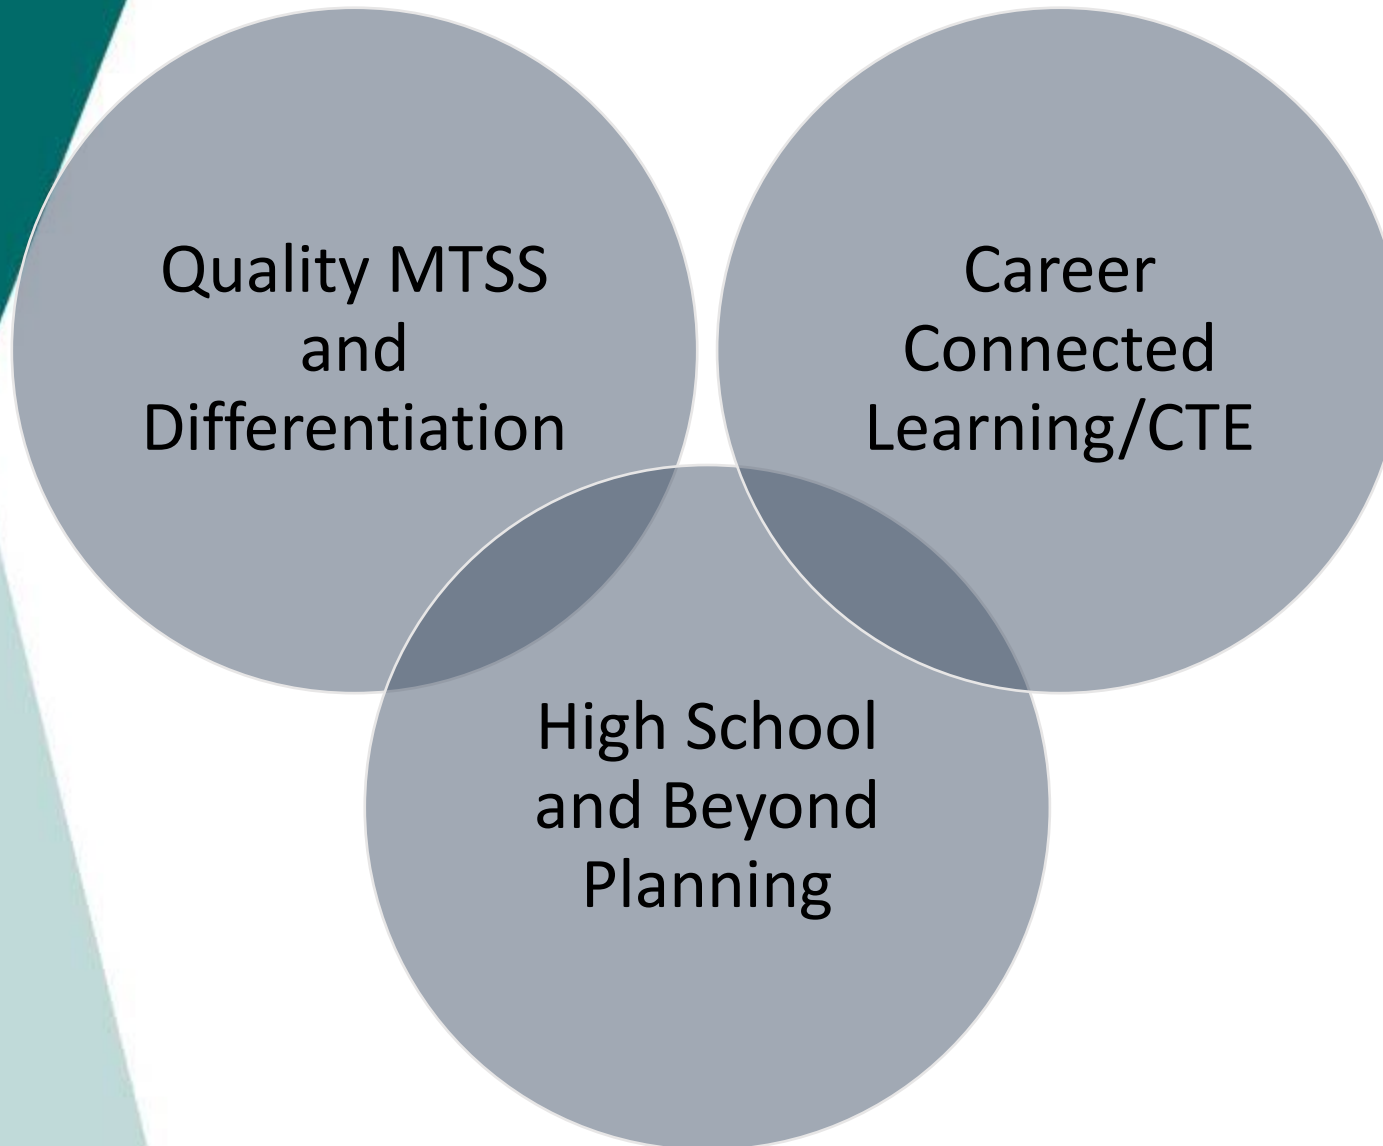 Quality MTSS
and
Differentiation
Career
Connected
Learning/CTE
High School
and Beyond
Planning